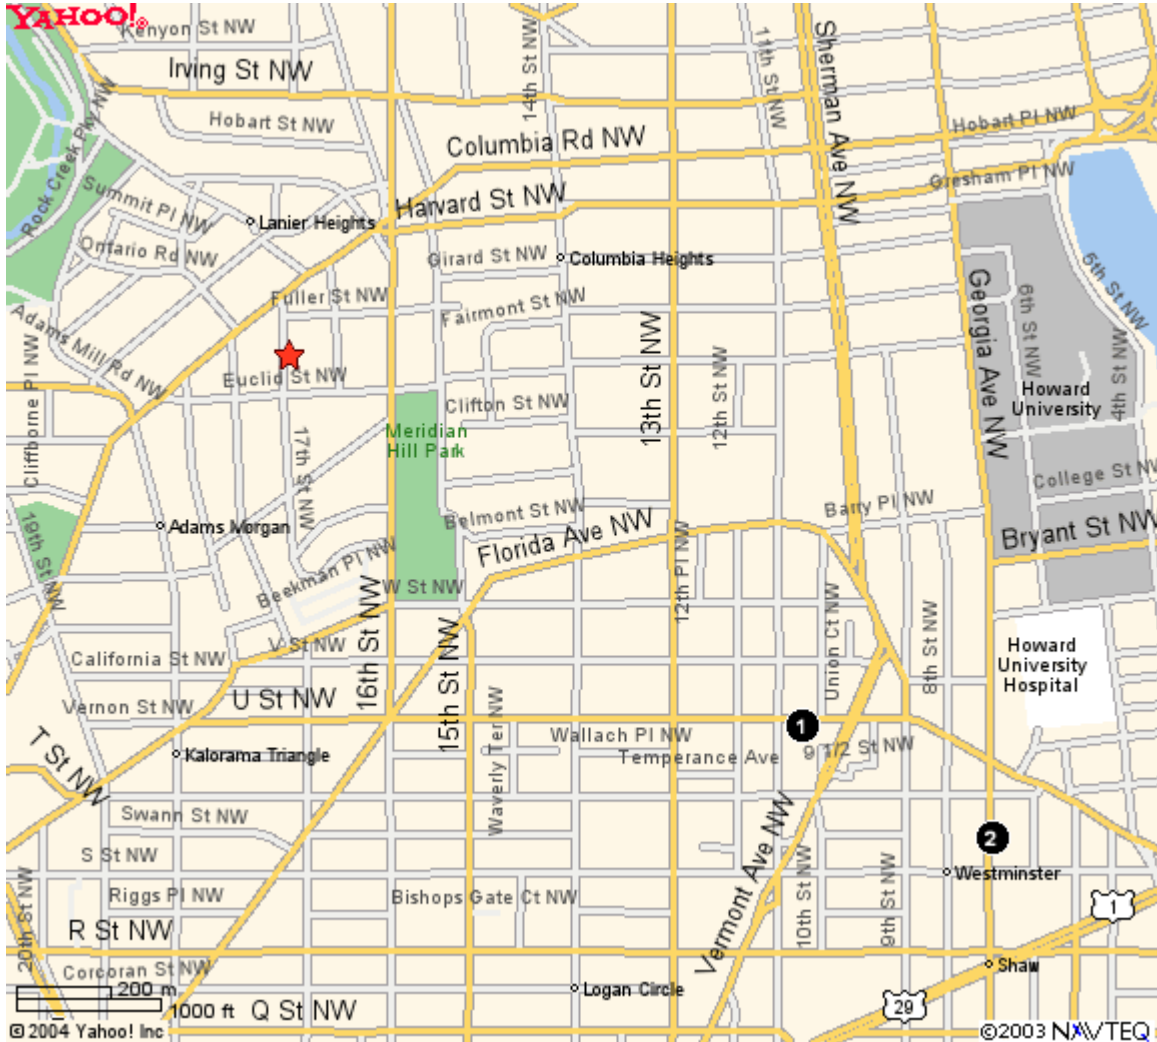 YAHOO!®
Kenyon St NW
Irving St NW
14th St NW
11th St NW
Sherman Ave NW
Hobart St NW
Hobart Pl NW
Rock Creek Pky NW
Columbia Rd NW
Gresham Pl NW
Summit Pl NW
Lanier Heights
Harvard St NW
Ontario Rd NW
Girard St NW
Columbia Heights
5th St NW
Fuller St NW
Fairmont St NW
Georgia Ave NW
6th St NW
Adams Mill Rd NW
13th St NW
12th St NW
4th St NW
Cliffborne Pl NW
Euclid St NW
Howard
University
Clifton St NW
Meridian
Hill Park
17th St NW
College St NW
Adams Morgan
Belmont St NW
Florida Ave NW
Barry Pl NW
Bryant St NW
19th St NW
Beekman Pl NW
W St NW
12th Pl NW
Union Ct NW
8th St NW
V St NW
16th St NW
15th St NW
California St NW
Howard
University
Hospital
U St NW
Vernon St NW
1
Wallach Pl NW
Kalorama Triangle
Temperance Ave
9 1/2 St NW
T St NW
Waverly Ter NW
Swann St NW
Vermont Ave NW
2
S St NW
Westminster
Riggs Pl NW
Bishops Gate Ct NW
10th St NW
9th St NW
1
20th St NW
R St NW
Corcoran St NW
Shaw
200 m
1000 ft
Q St NW
Logan Circle
29
© 2004 Yahoo! Inc
©2003 NAVTEQ